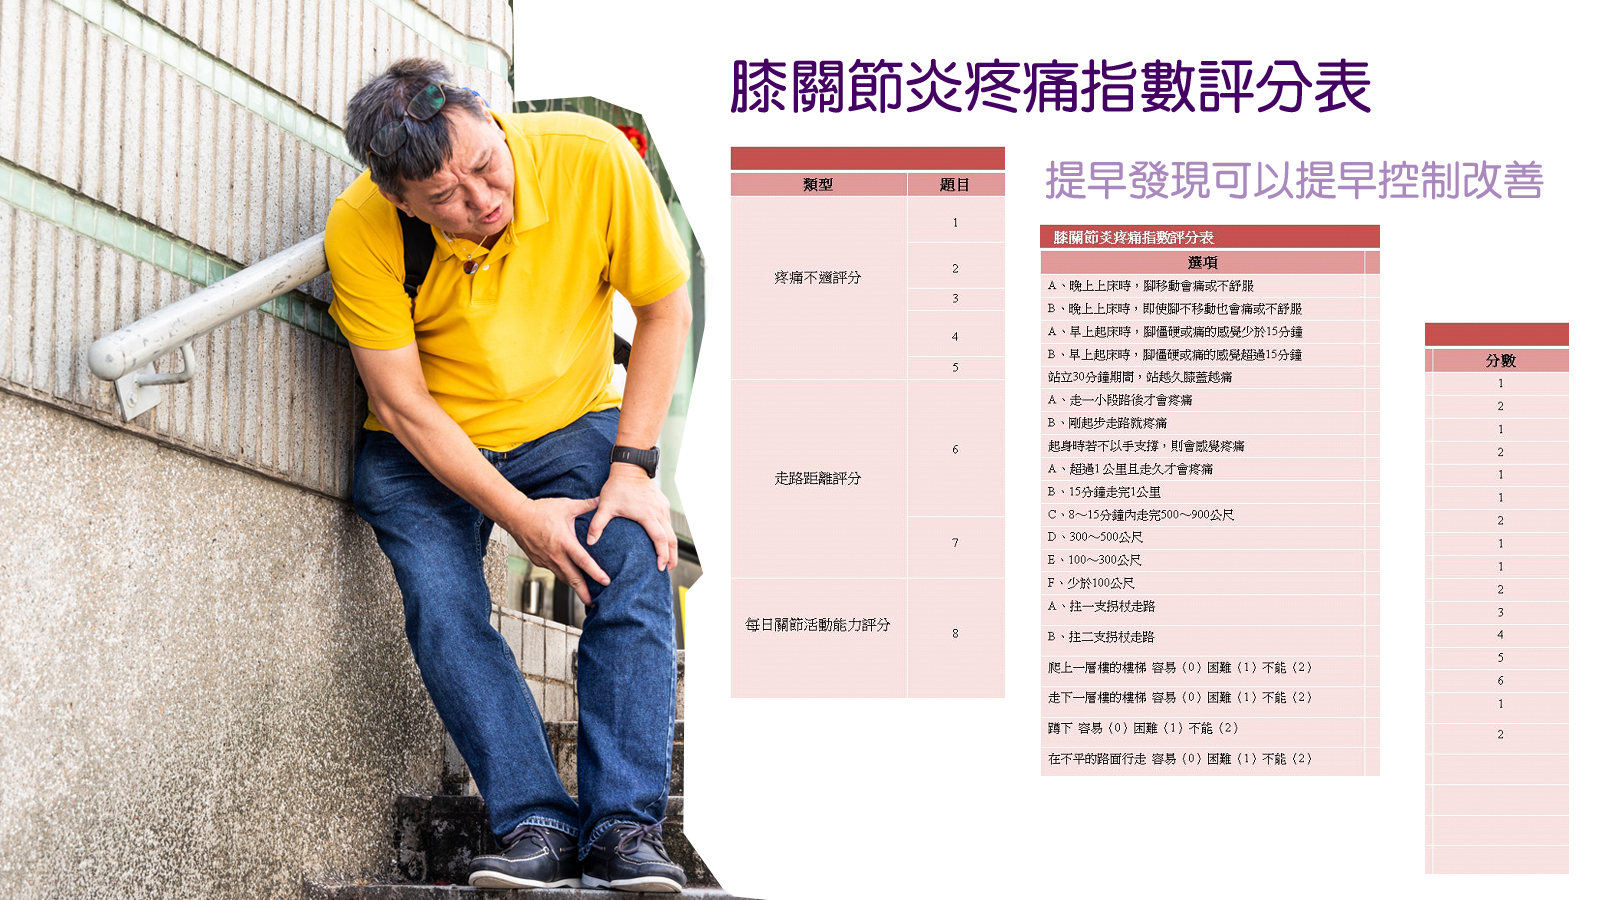 膝關節炎疼痛指數評分表
提早發現可以提早控制改善
類型 題目
疼痛不適評分
1
2
3
4
5
走路距離評分
6
7
每日關節活動能力評分
8
膝關節炎疼痛指數評分表
選項
A、晚上上床時，腳移動會痛或不舒服
B、晚上上床時，即使腳不移動也會痛或不舒服
A、早上起床時，腳僵硬或痛的感覺少於15分鐘
B、早上起床時，腳僵硬或痛的感覺超過15分鐘
站立30分鐘期間，站越久膝蓋越痛
A、走一小段路後才會疼痛
B、剛起步走路就疼痛
起身時若不以手支撐，則會感覺疼痛
A、超過1公里且走久才會疼痛
B、15分鐘走完1公里
C、8～15分鐘內走完500～900公尺
D、300～500公尺
E、100～300公尺
F、少於100公尺
A、拄一支拐杖走路
B、拄二支拐杖走路
爬上一層樓的樓梯 容易（0）困難（1）不能（2）
走下一層樓的樓梯 容易（0）困難（1）不能（2）
蹲下 容易（0）困難（1）不能（2）
在不平的路面行走 容易（0）困難（1）不能（2）
分數
1
2
1
2
1
1
2
1
1
2
3
4
5
6
1
2